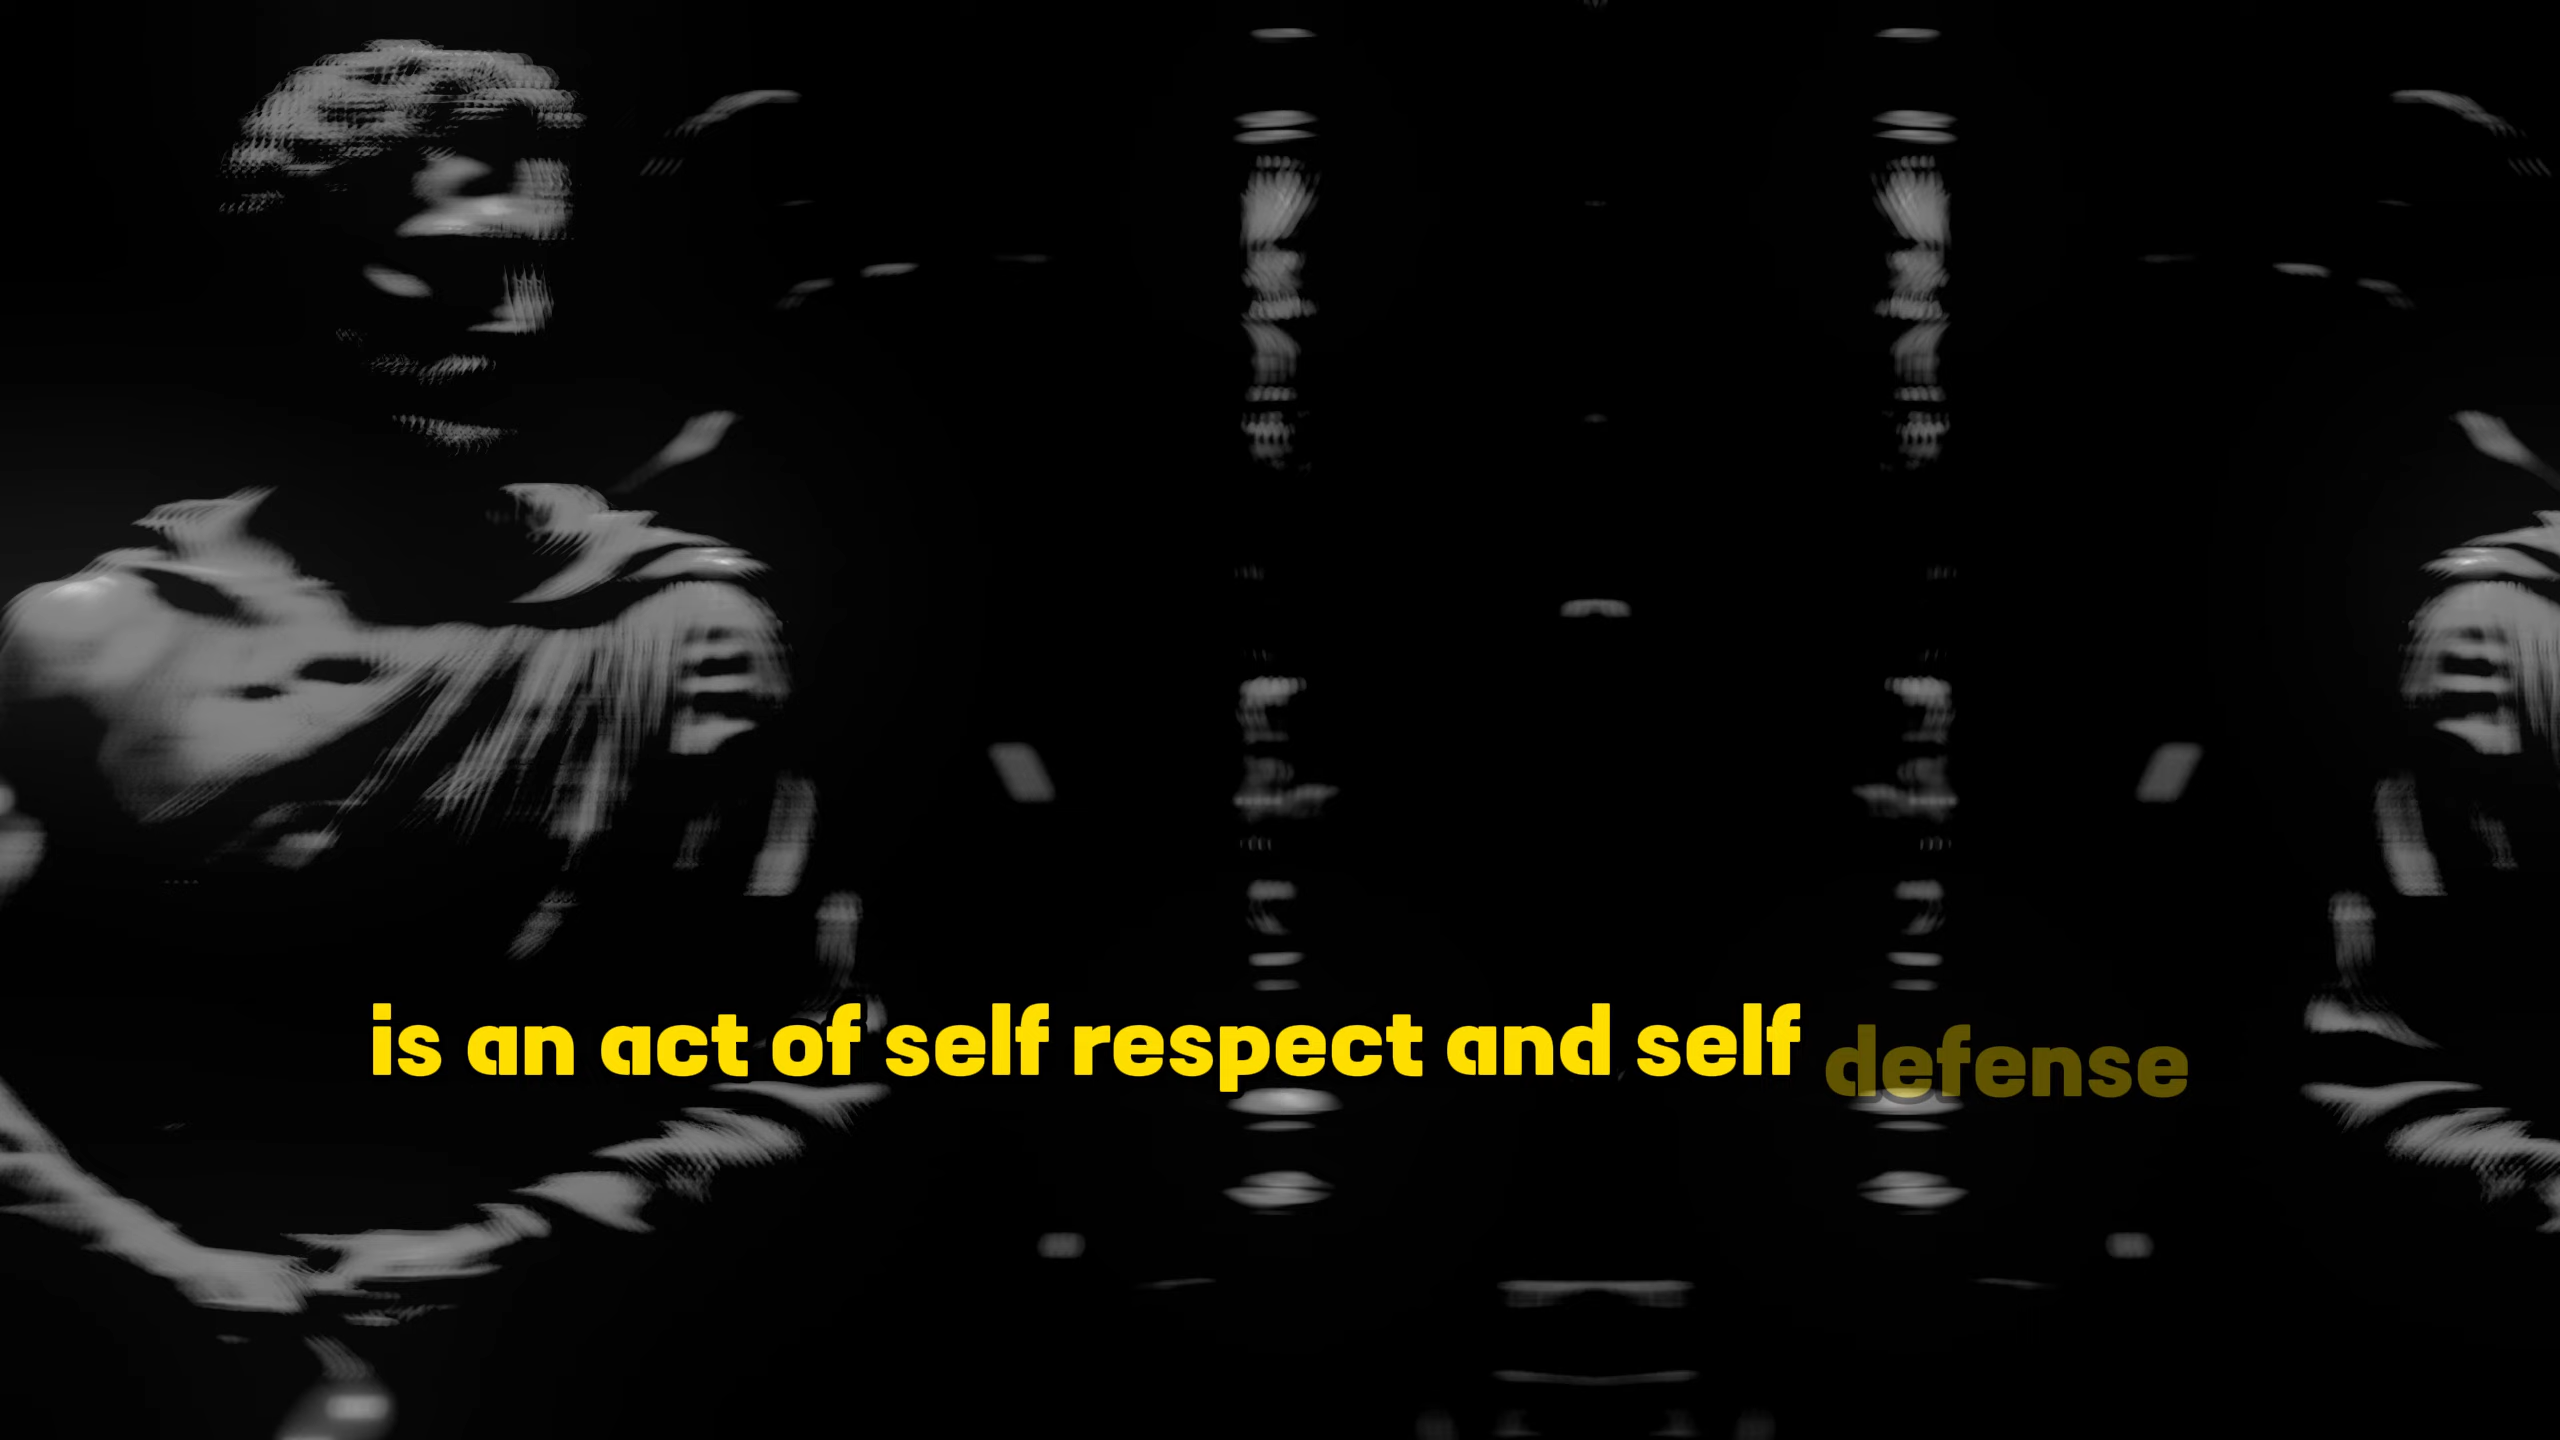 is an act of self respect and self defense